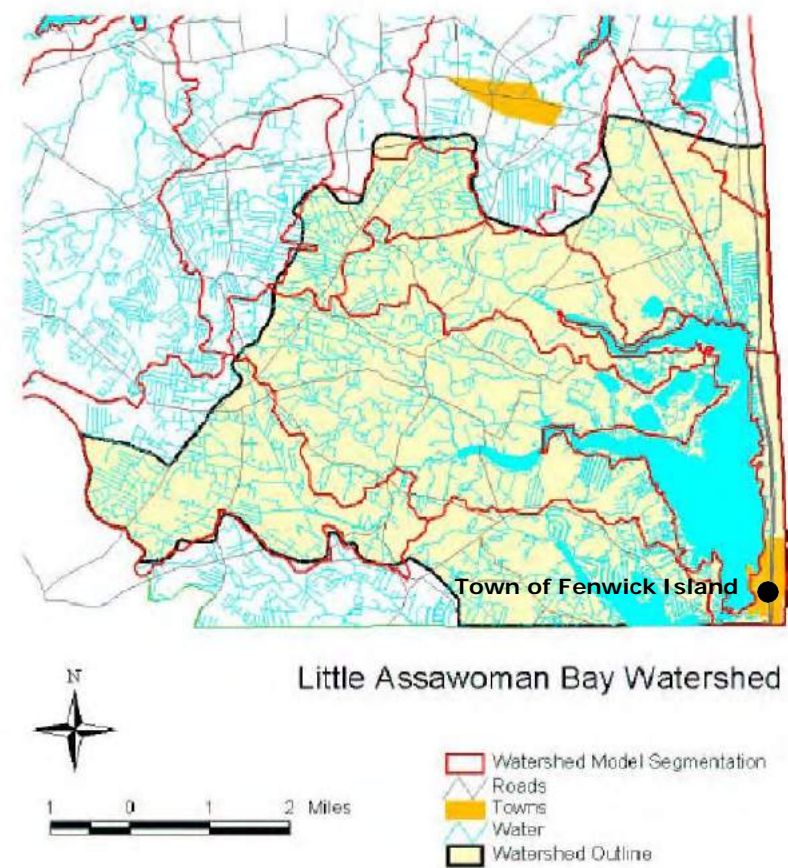 Town of Fenwick Island
Little Assawoman Bay Watershed
N
1 0 1 2 Miles
Watershed Model Segmentation
Roads
Towns
Water
Watershed Outline